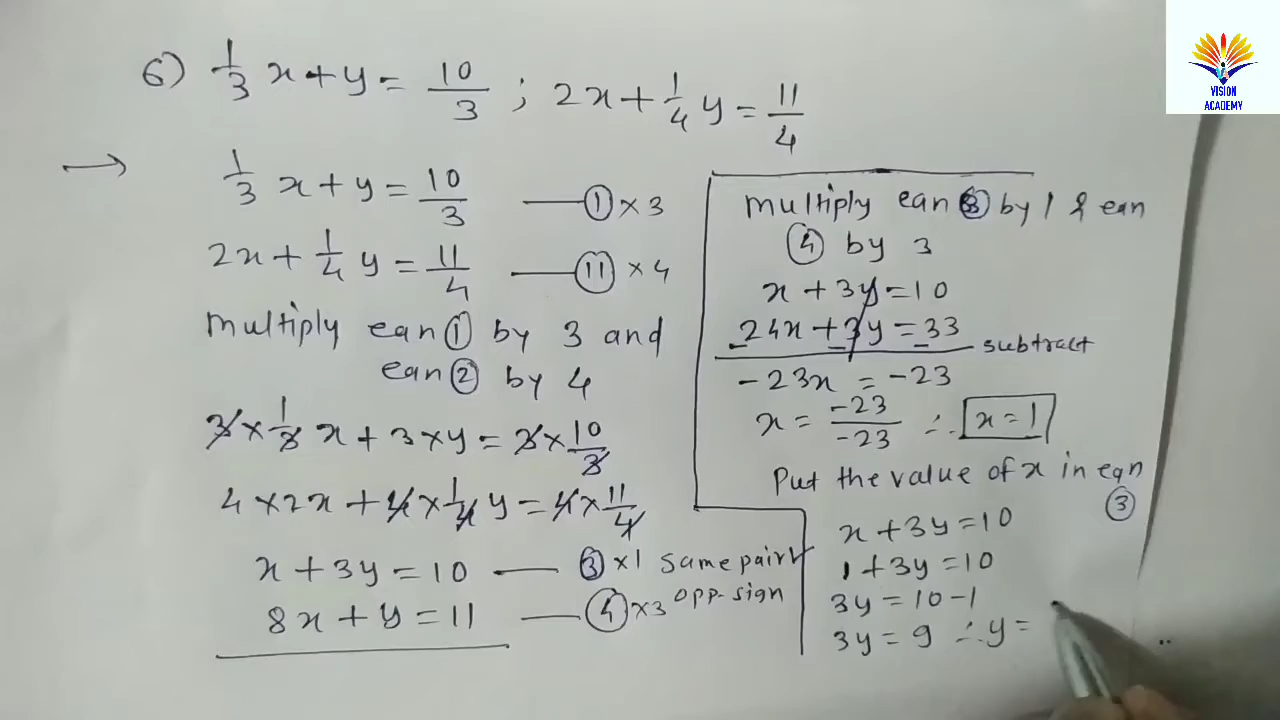 6) 1/3 x + y = 10/3 ; 2x + 1/4 y = 11/4
→ 1/3 x + y = 10/3 —— ① × 3
2x + 1/4 y = 11/4 —— ⑪ × 4
multiply eqn ① by 3 and
eqn ② by 4
3 × 1/3 x + 3 × y = 3 × 10/3
4 × 2x + 4 × 1/4 y = 4 × 11/4
x + 3y = 10 —— ③ × 1 same pair
8x + y = 11 —— ④ × 3 opp. sign
multiply eqn ③ by 1 & eqn
④ by 3
x + 3y = 10
24x + 3y = 33 subtract
- - -
-23x = -23
x = -23/-23 ∴ x = 1
Put the value of x in eqn
③
x + 3y = 10
1 + 3y = 10
3y = 10 - 1
3y = 9 ∴ y =
VISION
ACADEMY